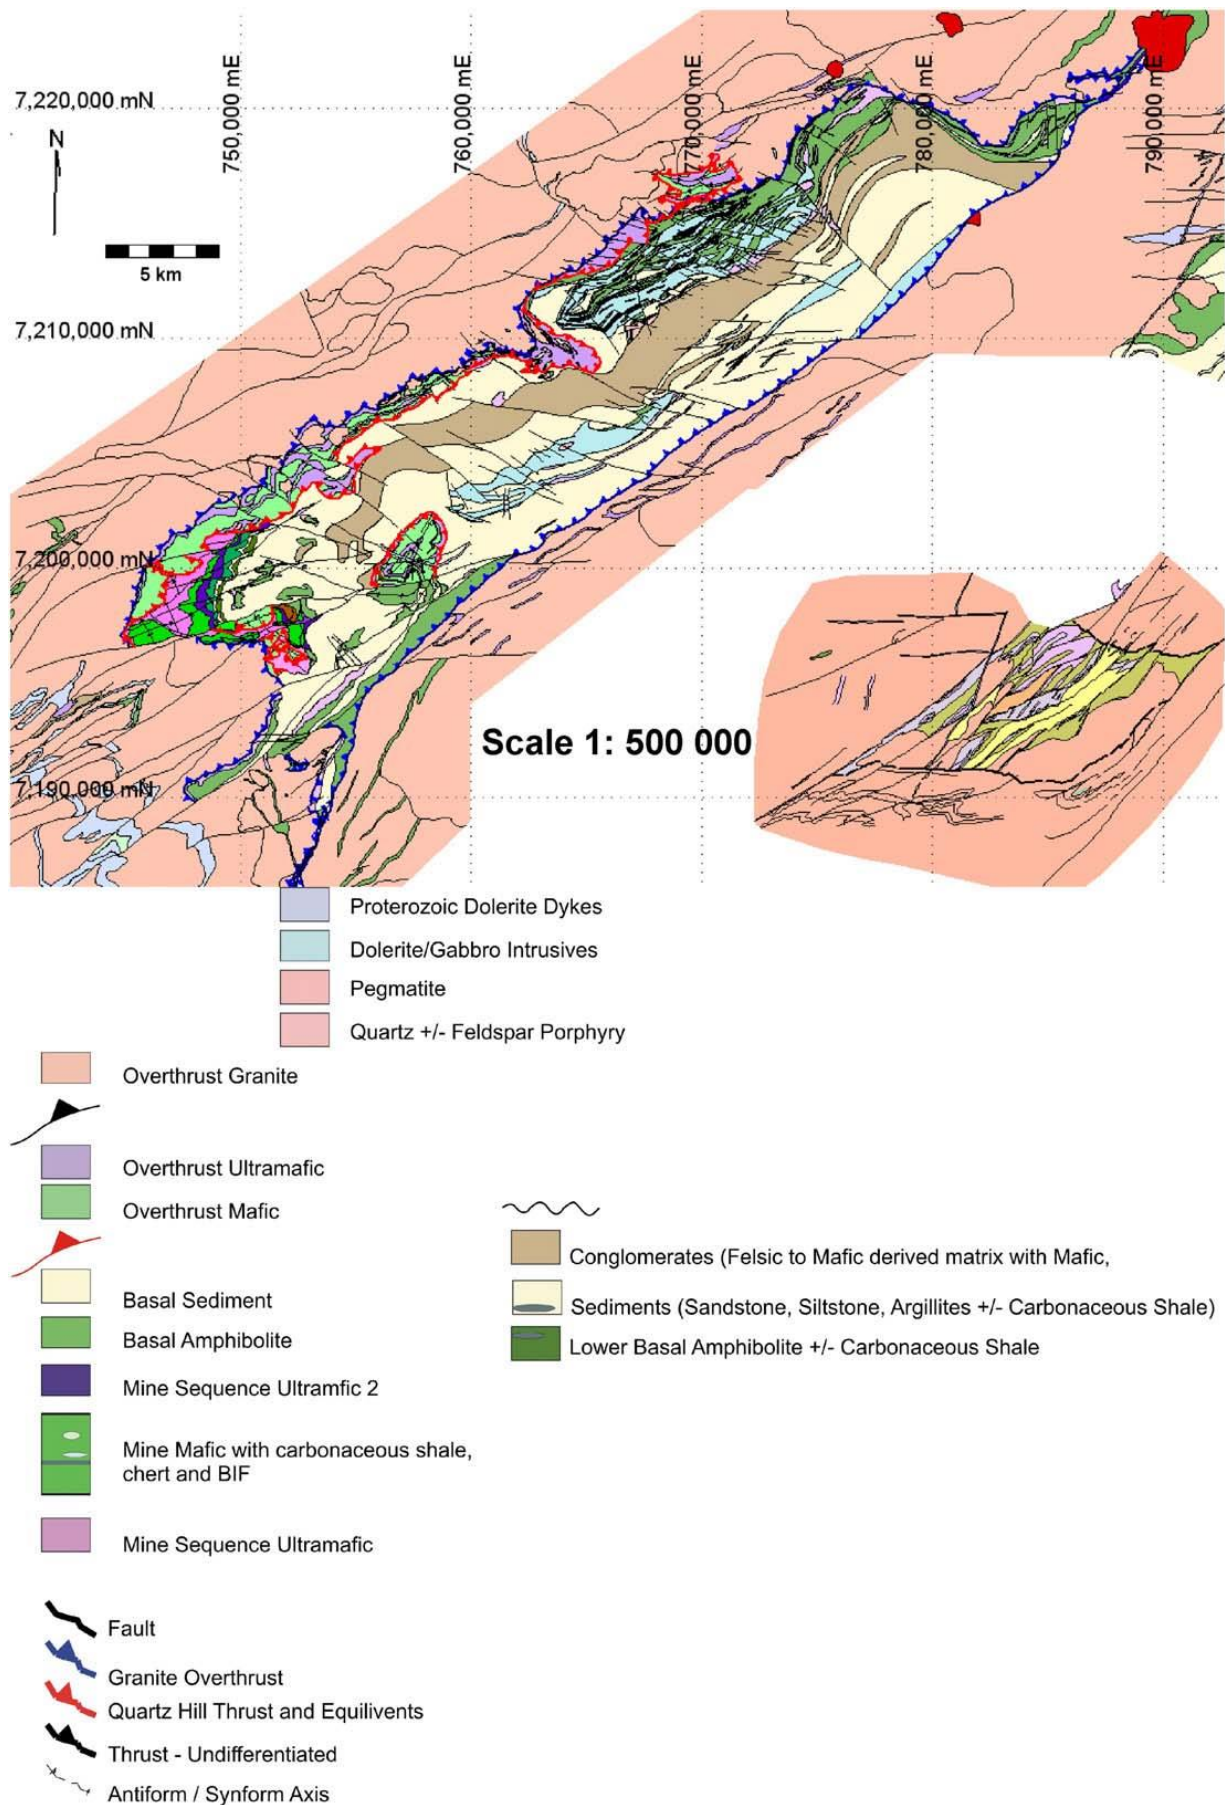 7,220,000 mN
750,000 mE
760,000 mE
770,000 mE
780,000 mE
790,000 mE
N
5 km
7,210,000 mN
7,200,000 mN
7,190,000 mN
Scale 1: 500 000
Proterozoic Dolerite Dykes
Dolerite/Gabbro Intrusives
Pegmatite
Quartz +/- Feldspar Porphyry
Overthrust Granite
Overthrust Ultramafic
Overthrust Mafic
Basal Sediment
Basal Amphibolite
Mine Sequence Ultramfic 2
Mine Mafic with carbonaceous shale,
chert and BIF
Mine Sequence Ultramafic
Conglomerates (Felsic to Mafic derived matrix with Mafic,
Sediments (Sandstone, Siltstone, Argillites +/- Carbonaceous Shale)
Lower Basal Amphibolite +/- Carbonaceous Shale
Fault
Granite Overthrust
Quartz Hill Thrust and Equilivents
Thrust - Undifferentiated
Antiform / Synform Axis